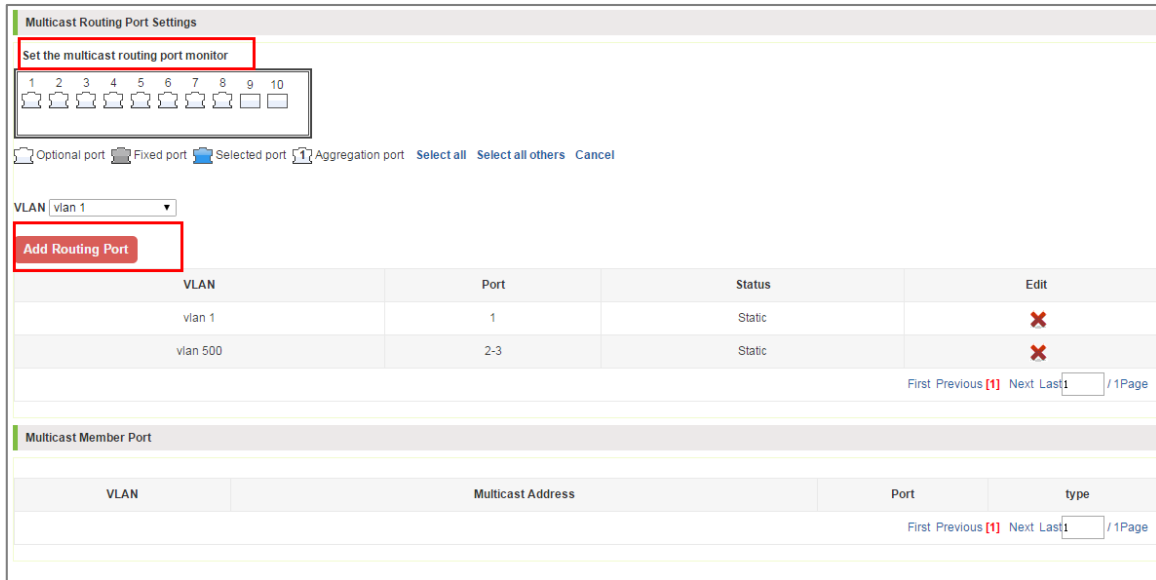 Multicast Routing Port Settings
Set the multicast routing port monitor
1 2 3 4 5 6 7 8 9 10
Optional port Fixed port Selected port 1 Aggregation port Select all Select all others Cancel
VLAN vlan 1
Add Routing Port
VLAN Port Status Edit
vlan 1 1 Static
vlan 500 2-3 Static
First Previous [1] Next Last 1 / 1Page
Multicast Member Port
VLAN Multicast Address Port type
First Previous [1] Next Last 1 / 1Page